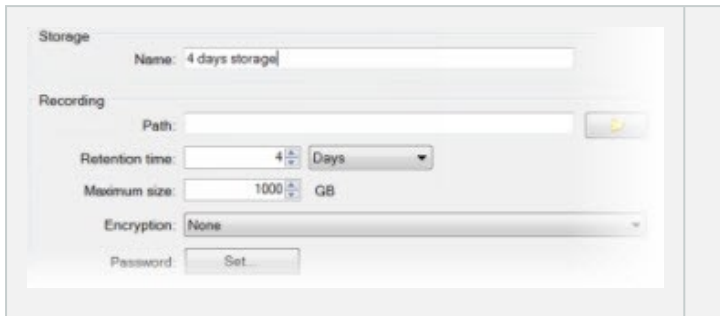 Storage
Name: 4 days storage
Recording
Path:
Retention time: 4 Days
Maximum size: 1000 GB
Encryption: None
Password: Set...